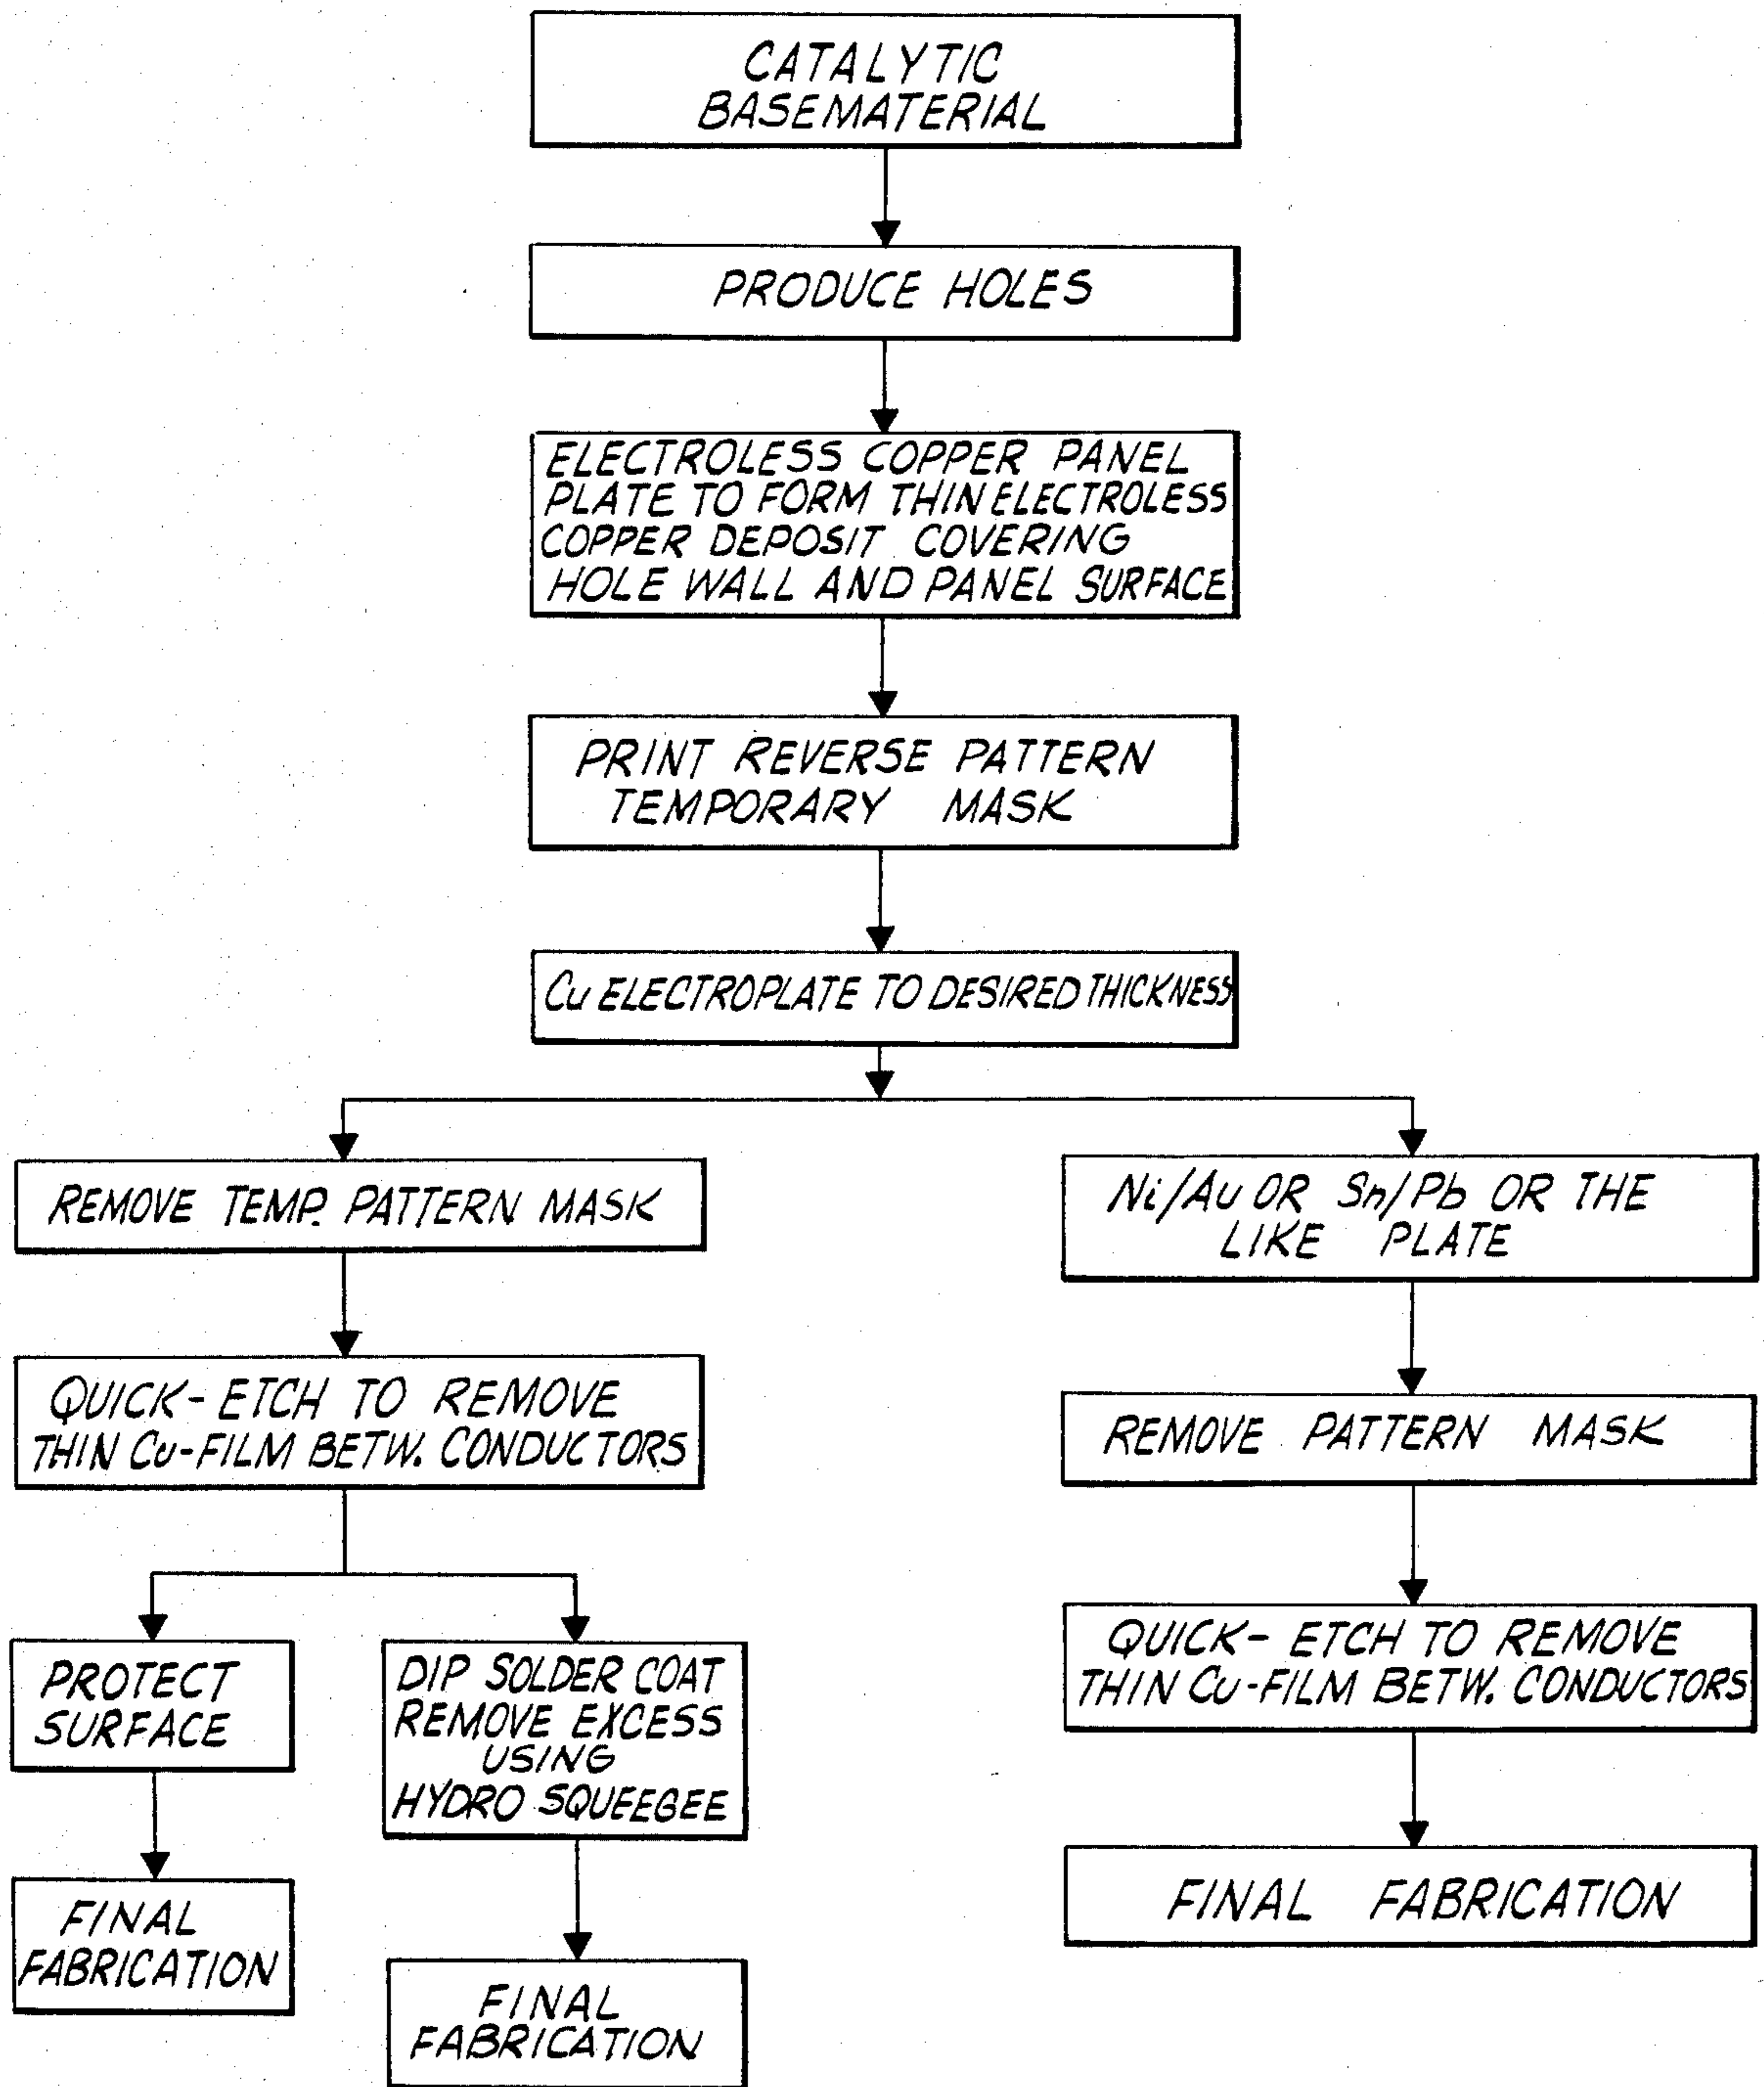 CATALYTIC
BASEMATERIAL
PRODUCE HOLES
ELECTROLESS COPPER PANEL
PLATE TO FORM THIN ELECTROLESS
COPPER DEPOSIT COVERING
HOLE WALL AND PANEL SURFACE
PRINT REVERSE PATTERN
TEMPORARY MASK
Cu ELECTROPLATE TO DESIRED THICKNESS
REMOVE TEMP. PATTERN MASK
QUICK-ETCH TO REMOVE
THIN Cu-FILM BETW. CONDUCTORS
PROTECT
SURFACE
FINAL
FABRICATION
DIP SOLDER COAT
REMOVE EXCESS
USING
HYDRO SQUEEGEE
FINAL
FABRICATION
Ni/Au OR Sn/Pb OR THE
LIKE PLATE
REMOVE PATTERN MASK
QUICK-ETCH TO REMOVE
THIN Cu-FILM BETW. CONDUCTORS
FINAL FABRICATION